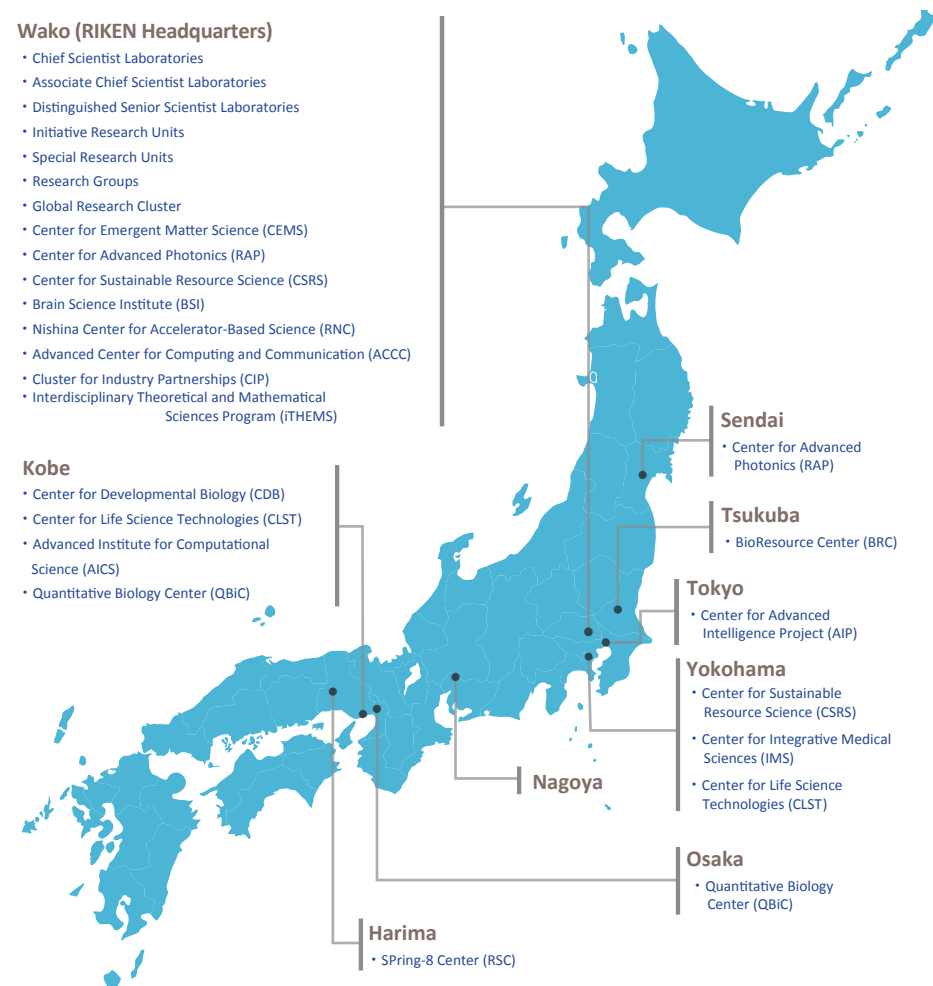 Wako (RIKEN Headquarters)
・Chief Scientist Laboratories
・Associate Chief Scientist Laboratories
・Distinguished Senior Scientist Laboratories
・Initiative Research Units
・Special Research Units
・Research Groups
・Global Research Cluster
・Center for Emergent Matter Science (CEMS)
・Center for Advanced Photonics (RAP)
・Center for Sustainable Resource Science (CSRS)
・Brain Science Institute (BSI)
・Nishina Center for Accelerator-Based Science (RNC)
・Advanced Center for Computing and Communication (ACCC)
・Cluster for Industry Partnerships (CIP)
・Interdisciplinary Theoretical and Mathematical
Sciences Program (iTHEMS)
Kobe
・Center for Developmental Biology (CDB)
・Center for Life Science Technologies (CLST)
・Advanced Institute for Computational
Science (AICS)
・Quantitative Biology Center (QBiC)
Sendai
・Center for Advanced
Photonics (RAP)
Tsukuba
・BioResource Center (BRC)
Tokyo
・Center for Advanced
Intelligence Project (AIP)
Yokohama
・Center for Sustainable
Resource Science (CSRS)
・Center for Integrative Medical
Sciences (IMS)
・Center for Life Science
Technologies (CLST)
Nagoya
Osaka
・Quantitative Biology
Center (QBiC)
Harima
・SPring-8 Center (RSC)